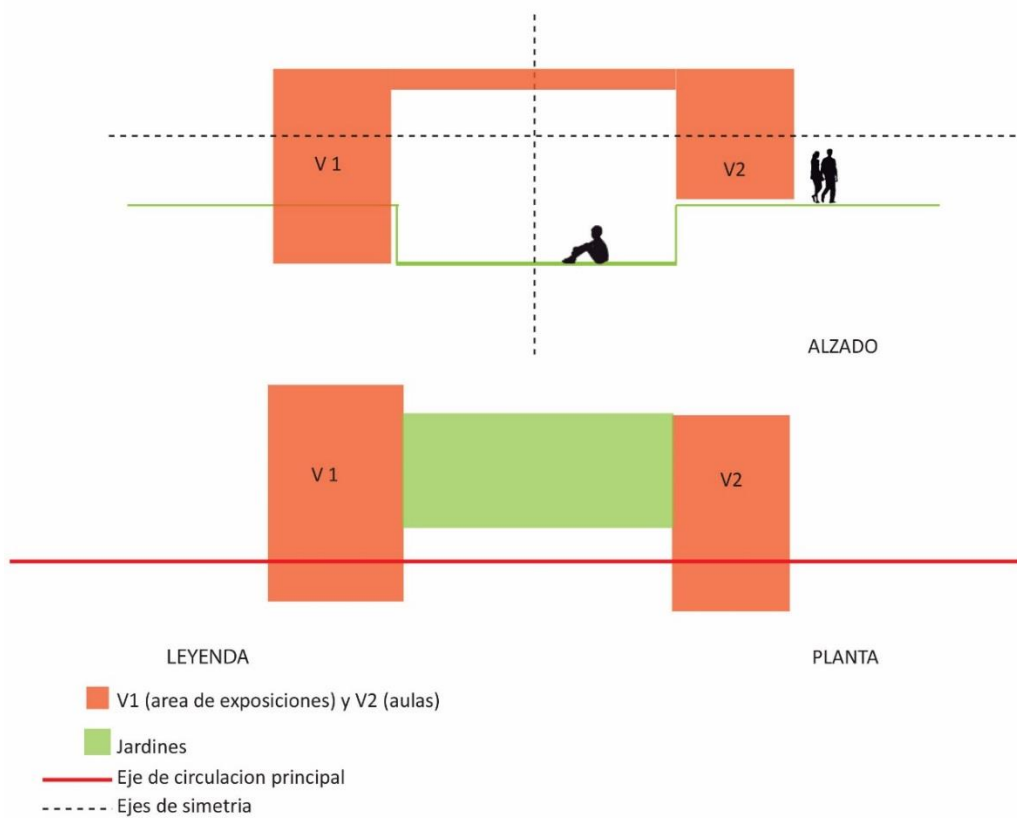 V 1
V2
ALZADO
V 1
V2
LEYENDA
PLANTA
V1 (area de exposiciones) y V2 (aulas)
Jardines
Eje de circulacion principal
Ejes de simetria